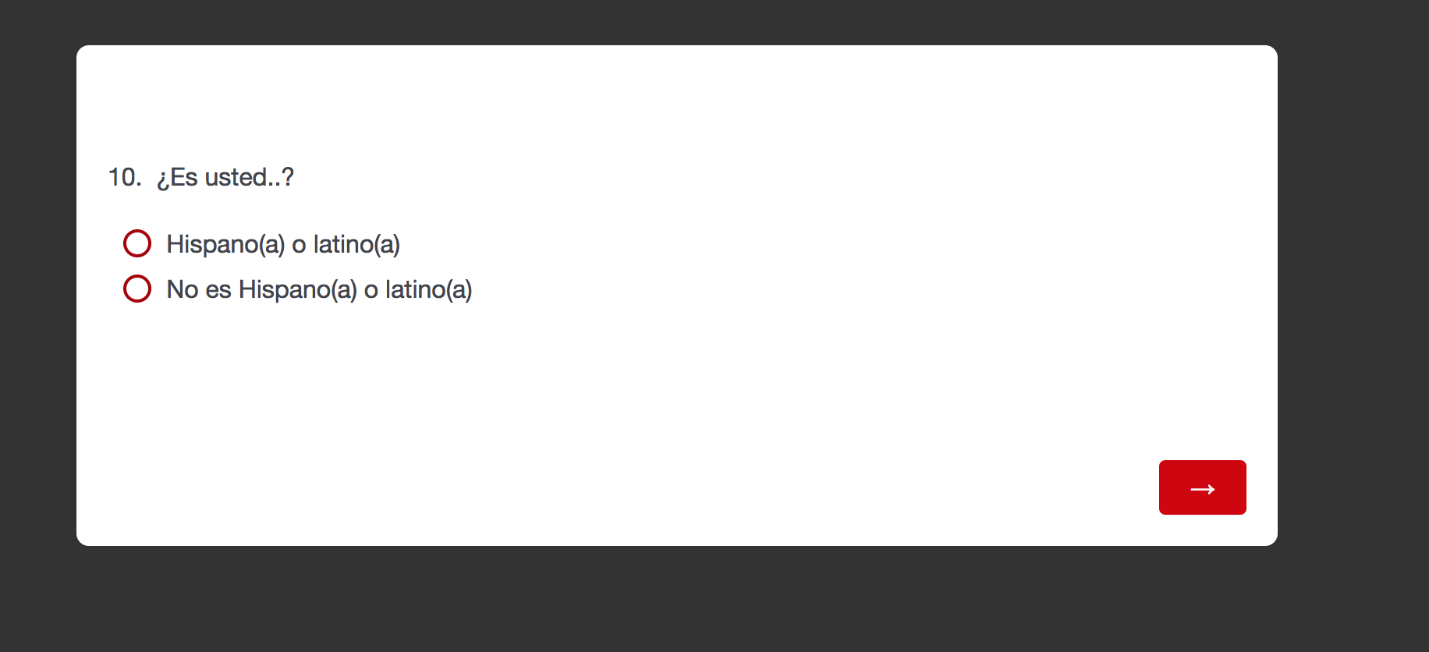 10. ¿Es usted..?
Hispano(a) o latino(a)
No es Hispano(a) o latino(a)
→